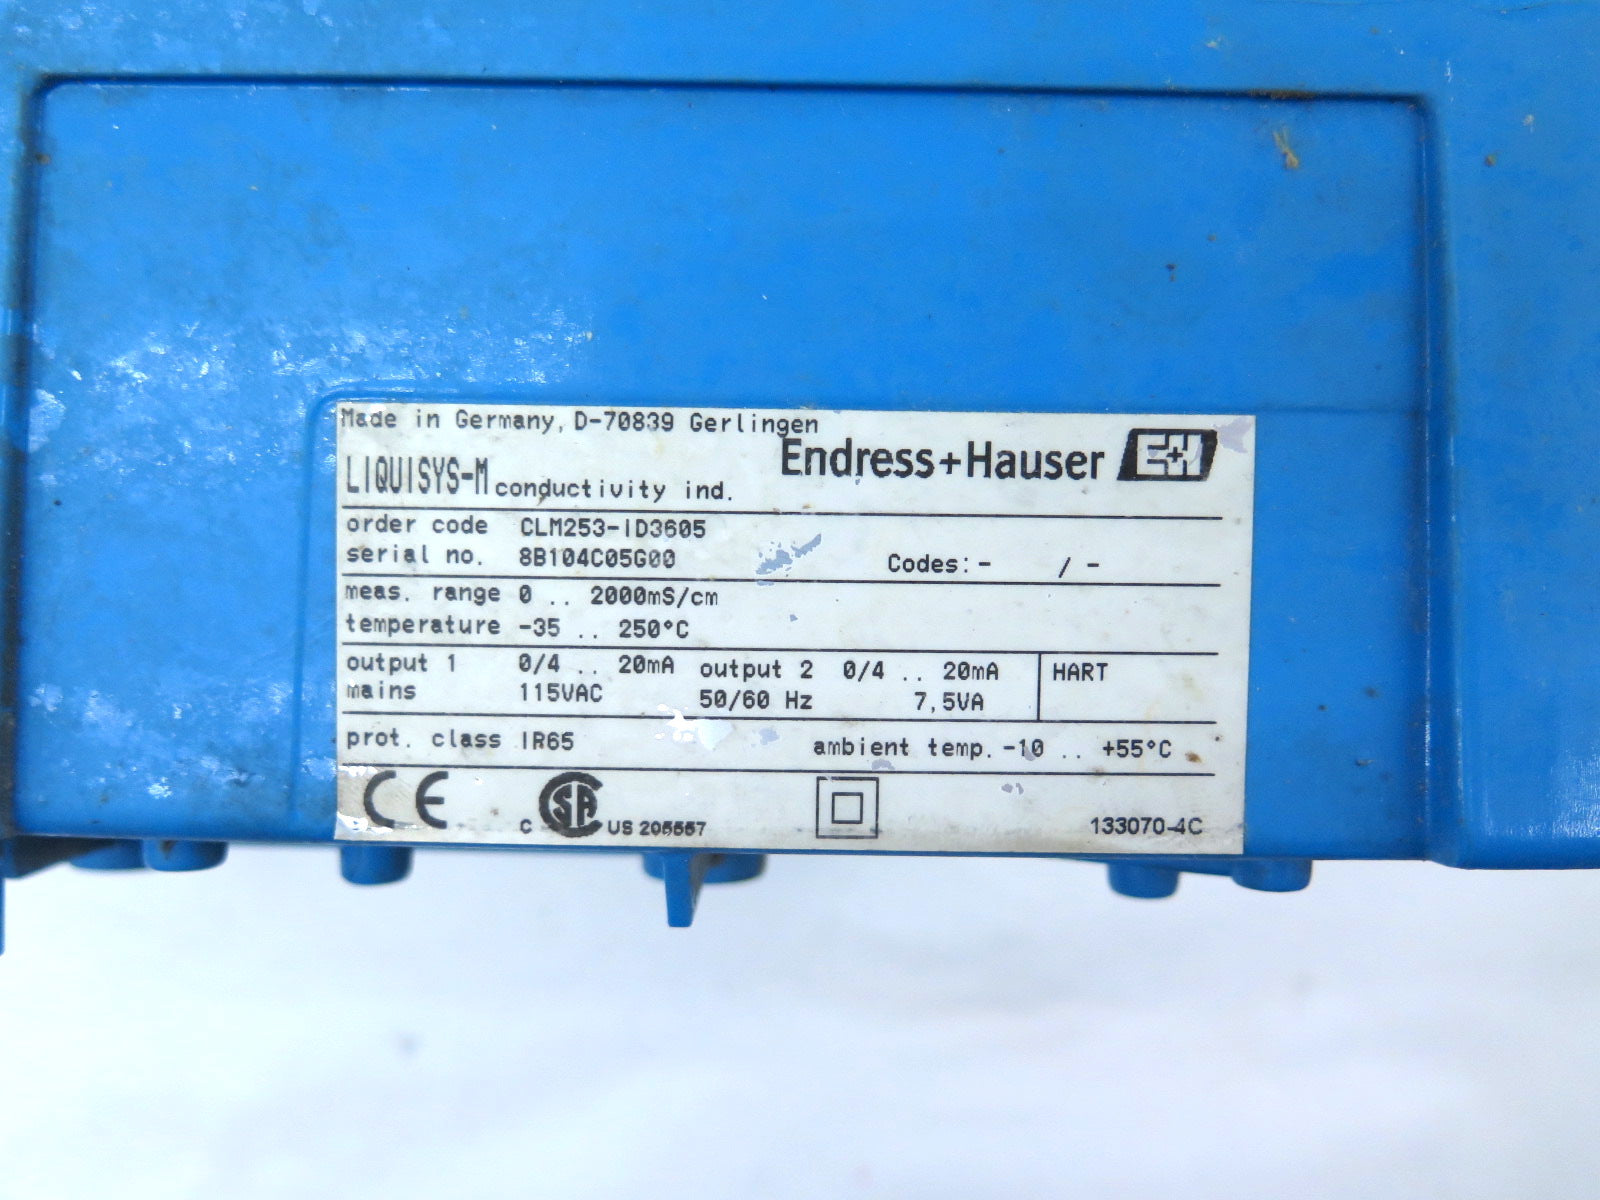 Made in Germany, D-70839 Gerlingen
Endress+Hauser E+H
LIQUISYS-M conductivity ind.
order code CLM253-ID3605
serial no. 8B104C05G00 Codes: - / -
meas. range 0 .. 2000mS/cm
temperature -35 .. 250°C
output 1 0/4 .. 20mA output 2 0/4 .. 20mA HART
mains 115VAC 50/60 Hz 7,5VA
prot. class IR65 ambient temp. -10 .. +55°C
CE C SA US 133070-4C